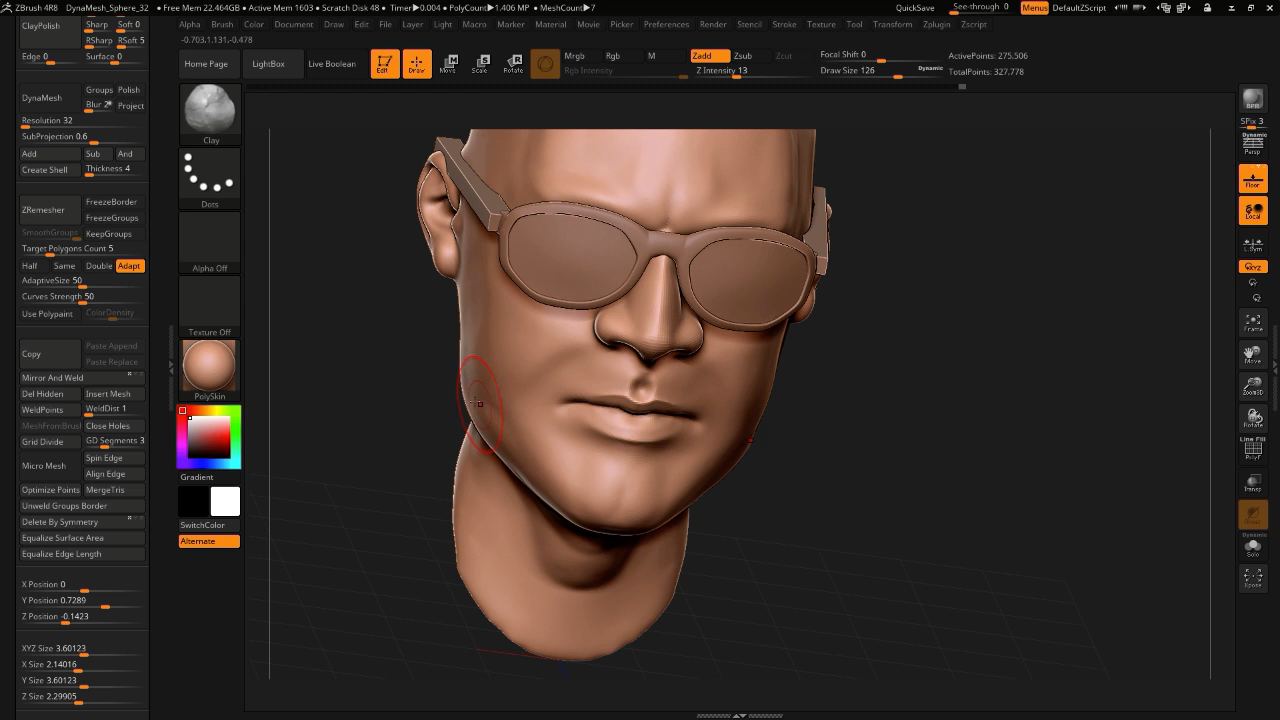 ZBrush 4R8 DynaMesh_Sphere_32 • Free Mem 22.464GB • Active Mem 1603 • Scratch Disk 48 • Timer▶0.004 • PolyCount▶1.406 MP • MeshCount▶7 QuickSave See-through 0 Menus DefaultZScript
Alpha Brush Color Document Draw Edit File Layer Light Macro Marker Material Movie Picker Preferences Render Stencil Stroke Texture Tool Transform Zplugin Zscript
-0.703,1.131,-0.478
Home Page LightBox Live Boolean Edit Draw Move Scale Rotate
Mrgb Rgb M Zadd Zsub Zcut Focal Shift 0 ActivePoints: 275.506
Rgb Intensity Z Intensity 13 Draw Size 126 Dynamic TotalPoints: 327.778
ClayPolish Sharp 0 Soft 0
RSharp RSoft 5
Edge 0 Surface 0
DynaMesh Groups Polish
Blur 2 Project
Resolution 32
SubProjection 0.6
Add Sub And
Create Shell Thickness 4
ZRemesher FreezeBorder
FreezeGroups
SmoothGroups KeepGroups
Target Polygons Count 5
Half Same Double Adapt
AdaptiveSize 50
Curves Strength 50
Use Polypaint ColorDensity
Copy Paste Append
Paste Replace
Mirror And Weld
Del Hidden Insert Mesh
WeldPoints WeldDist 1
MeshFromBrush Close Holes
Grid Divide GD Segments 3
Micro Mesh Spin Edge
Align Edge
Optimize Points MergeTris
Unweld Groups Border
Delete By Symmetry
Equalize Surface Area
Equalize Edge Length
X Position 0
Y Position 0.7289
Z Position -0.1423
XYZ Size 3.60123
X Size 2.14016
Y Size 3.60123
Z Size 2.29905
Clay
Dots
Alpha Off
Texture Off
PolySkin
Gradient
SwitchColor
Alternate
BPR
SPix 3
Dynamic
Persp
Floor
Local
L.Sym
XYZ
Frame
Move
Zoom3D
Rotate
Line Fill
PolyF
Transp
Dynamic
Solo
Xpose